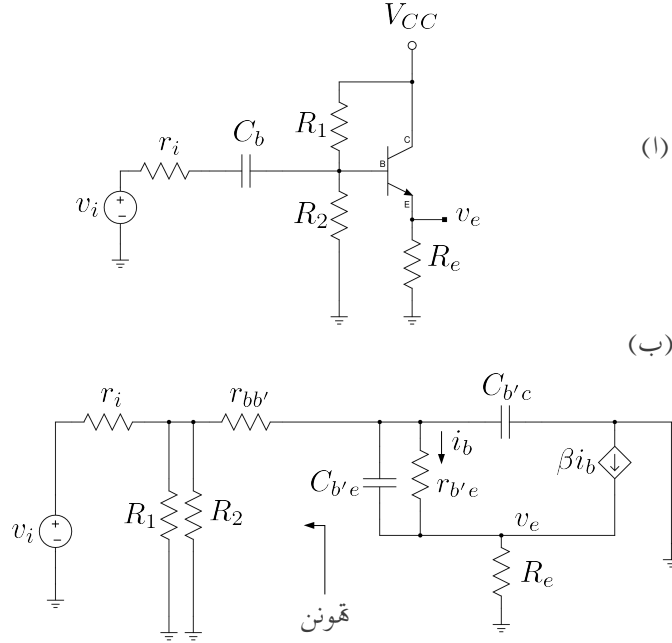 V_CC
C
R_1
C_b
r_i
B
v_i
R_2
E
v_e
R_e
(ا)
(ب)
r_i
r_bb′
C_b′c
i_b
βi_b
C_b′e
r_b′e
v_i
R_1
R_2
v_e
R_e
تھونن